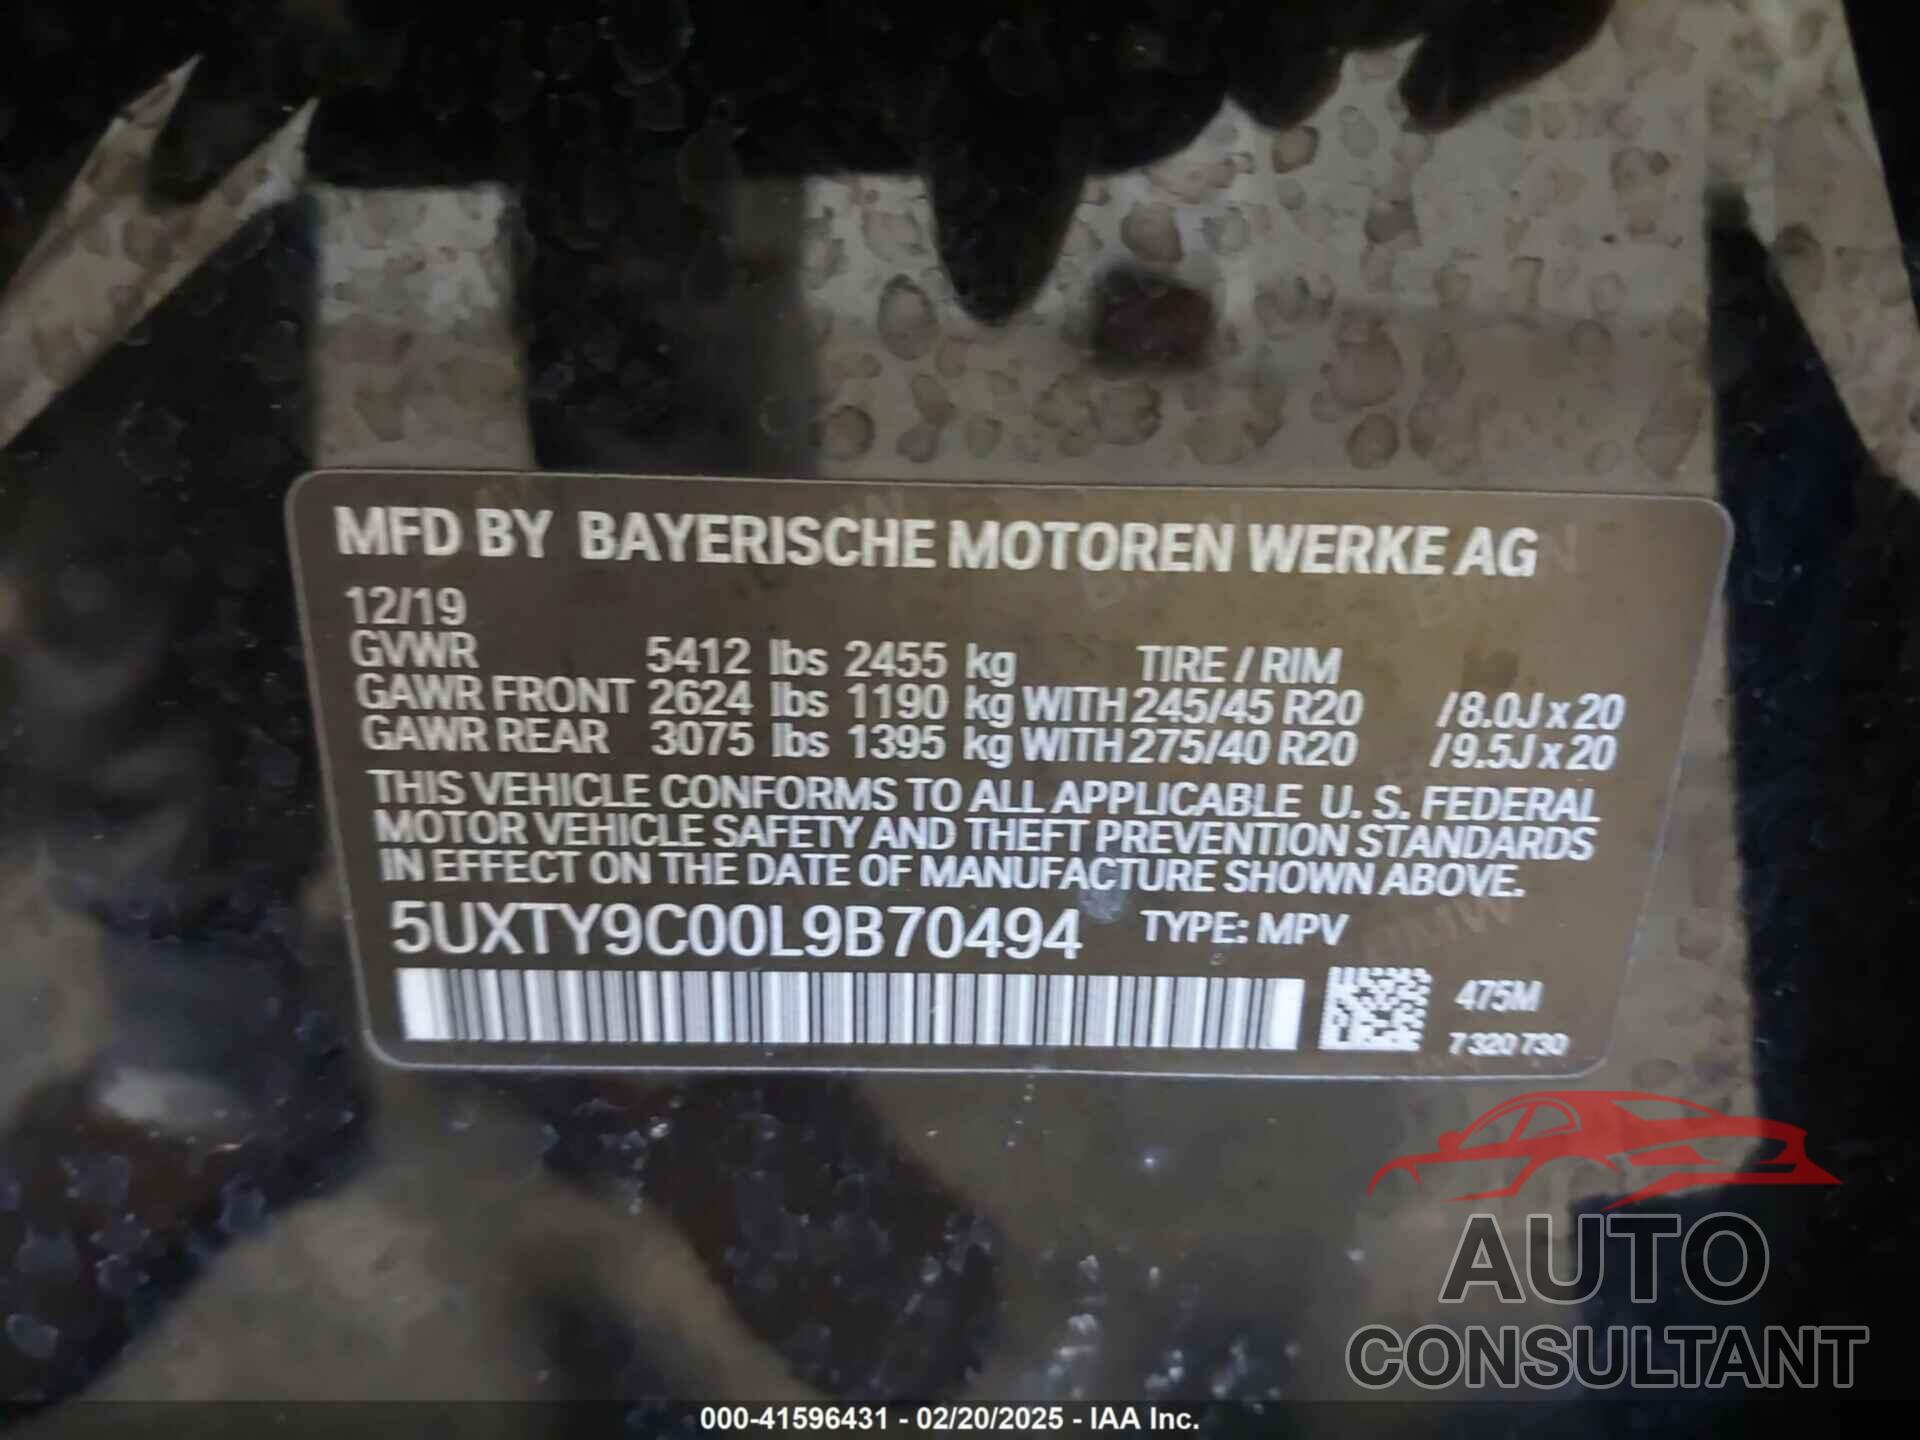 MFD BY BAYERISCHE MOTOREN WERKE AG
12/19
GVWR 5412 lbs 2455 kg TIRE / RIM
GAWR FRONT 2624 lbs 1190 kg WITH 245/45 R20 /8.0J x 20
GAWR REAR 3075 lbs 1395 kg WITH 275/40 R20 /9.5J x 20
THIS VEHICLE CONFORMS TO ALL APPLICABLE U. S. FEDERAL
MOTOR VEHICLE SAFETY AND THEFT PREVENTION STANDARDS
IN EFFECT ON THE DATE OF MANUFACTURE SHOWN ABOVE.
5UXTY9C00L9B70494 TYPE: MPV
475M
7 320 730
AUTO
CONSULTANT
000-41596431 - 02/20/2025 - IAA Inc.